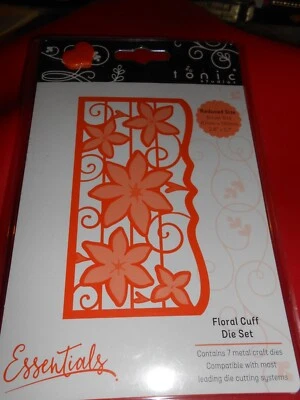 tonic
Floral Cuff
Die Set
Contains 7 metal craft dies
Compatible with most
leading die cutting systems
Essentials